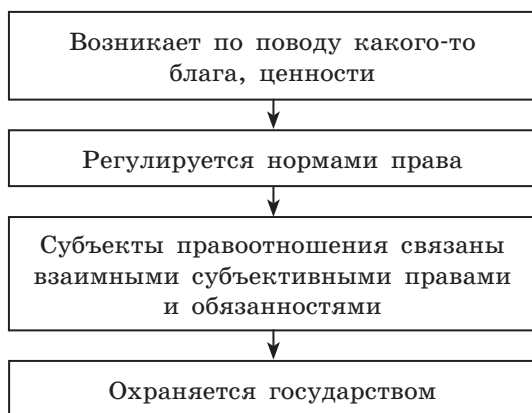 Возникает по поводу какого-то
блага, ценности
Регулируется нормами права
Субъекты правоотношения связаны
взаимными субъективными правами
и обязанностями
Охраняется государством